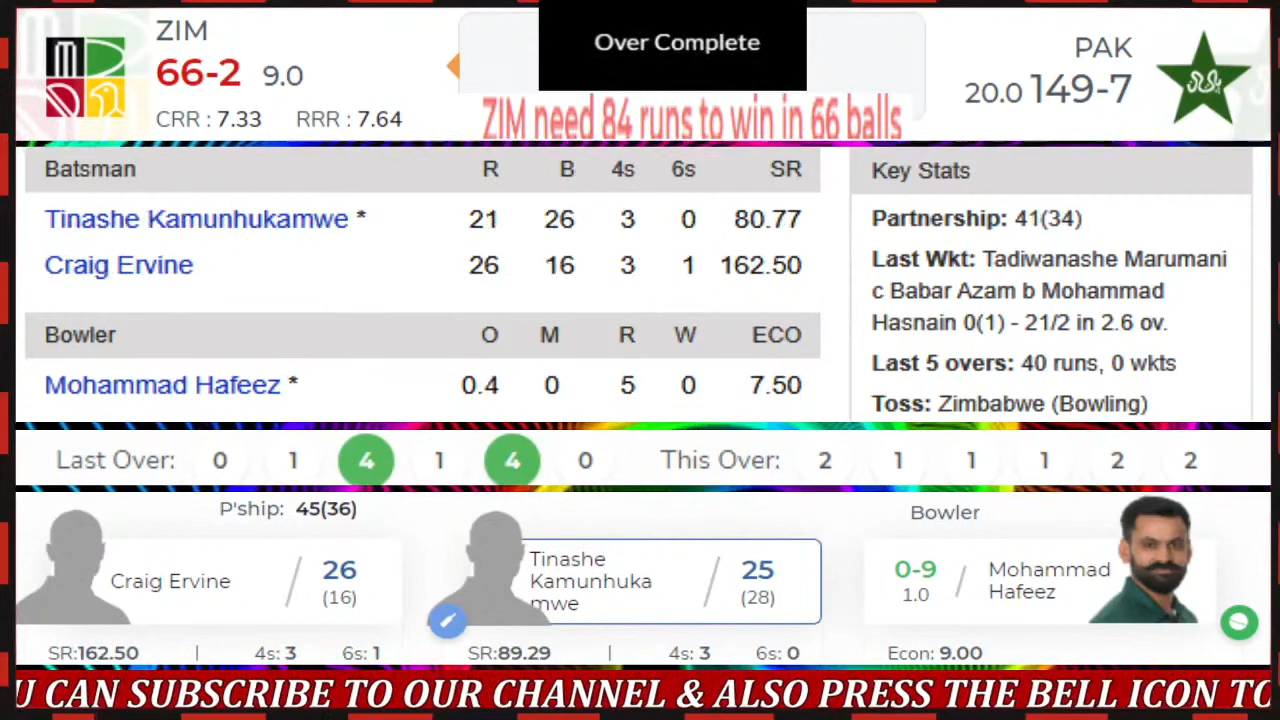 ZIM
66-2 9.0
CRR : 7.33 RRR : 7.64
Over Complete
ZIM need 84 runs to win in 66 balls
PAK
20.0 149-7
Batsman R B 4s 6s SR
Tinashe Kamunhukamwe * 21 26 3 0 80.77
Craig Ervine 26 16 3 1 162.50
Bowler O M R W ECO
Mohammad Hafeez * 0.4 0 5 0 7.50
Key Stats
Partnership: 41(34)
Last Wkt: Tadiwanashe Marumani
c Babar Azam b Mohammad
Hasnain 0(1) - 21/2 in 2.6 ov.
Last 5 overs: 40 runs, 0 wkts
Toss: Zimbabwe (Bowling)
Last Over: 0 1 4 1 4 0 This Over: 2 1 1 1 2 2
P'ship: 45(36)
Craig Ervine 26
(16)
SR:162.50 | 4s: 3 6s: 1
Tinashe
Kamunhuka
mwe
25
(28)
SR:89.29 | 4s: 3 6s: 0
Bowler
0-9
1.0
Mohammad
Hafeez
Econ: 9.00
U CAN SUBSCRIBE TO OUR CHANNEL & ALSO PRESS THE BELL ICON TO